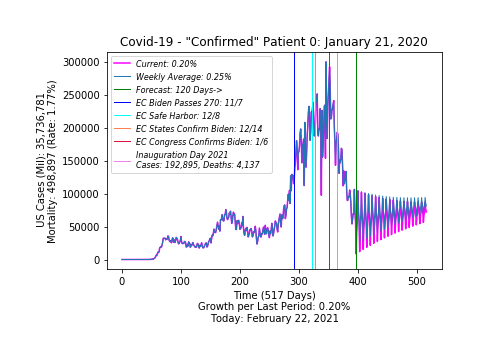 Covid-19 - "Confirmed" Patient 0: January 21, 2020
US Cases (Mil): 35,736,781
Mortality: 498,897 (Rate: 1.77%)
300000
250000
200000
150000
100000
50000
0
Current: 0.20%
Weekly Average: 0.25%
Forecast: 120 Days->
EC Biden Passes 270: 11/7
EC Safe Harbor: 12/8
EC States Confirm Biden: 12/14
EC Congress Confirms Biden: 1/6
Inauguration Day 2021
Cases: 192,895, Deaths: 4,137
0 100 200 300 400 500
Time (517 Days)
Growth per Last Period: 0.20%
Today: February 22, 2021